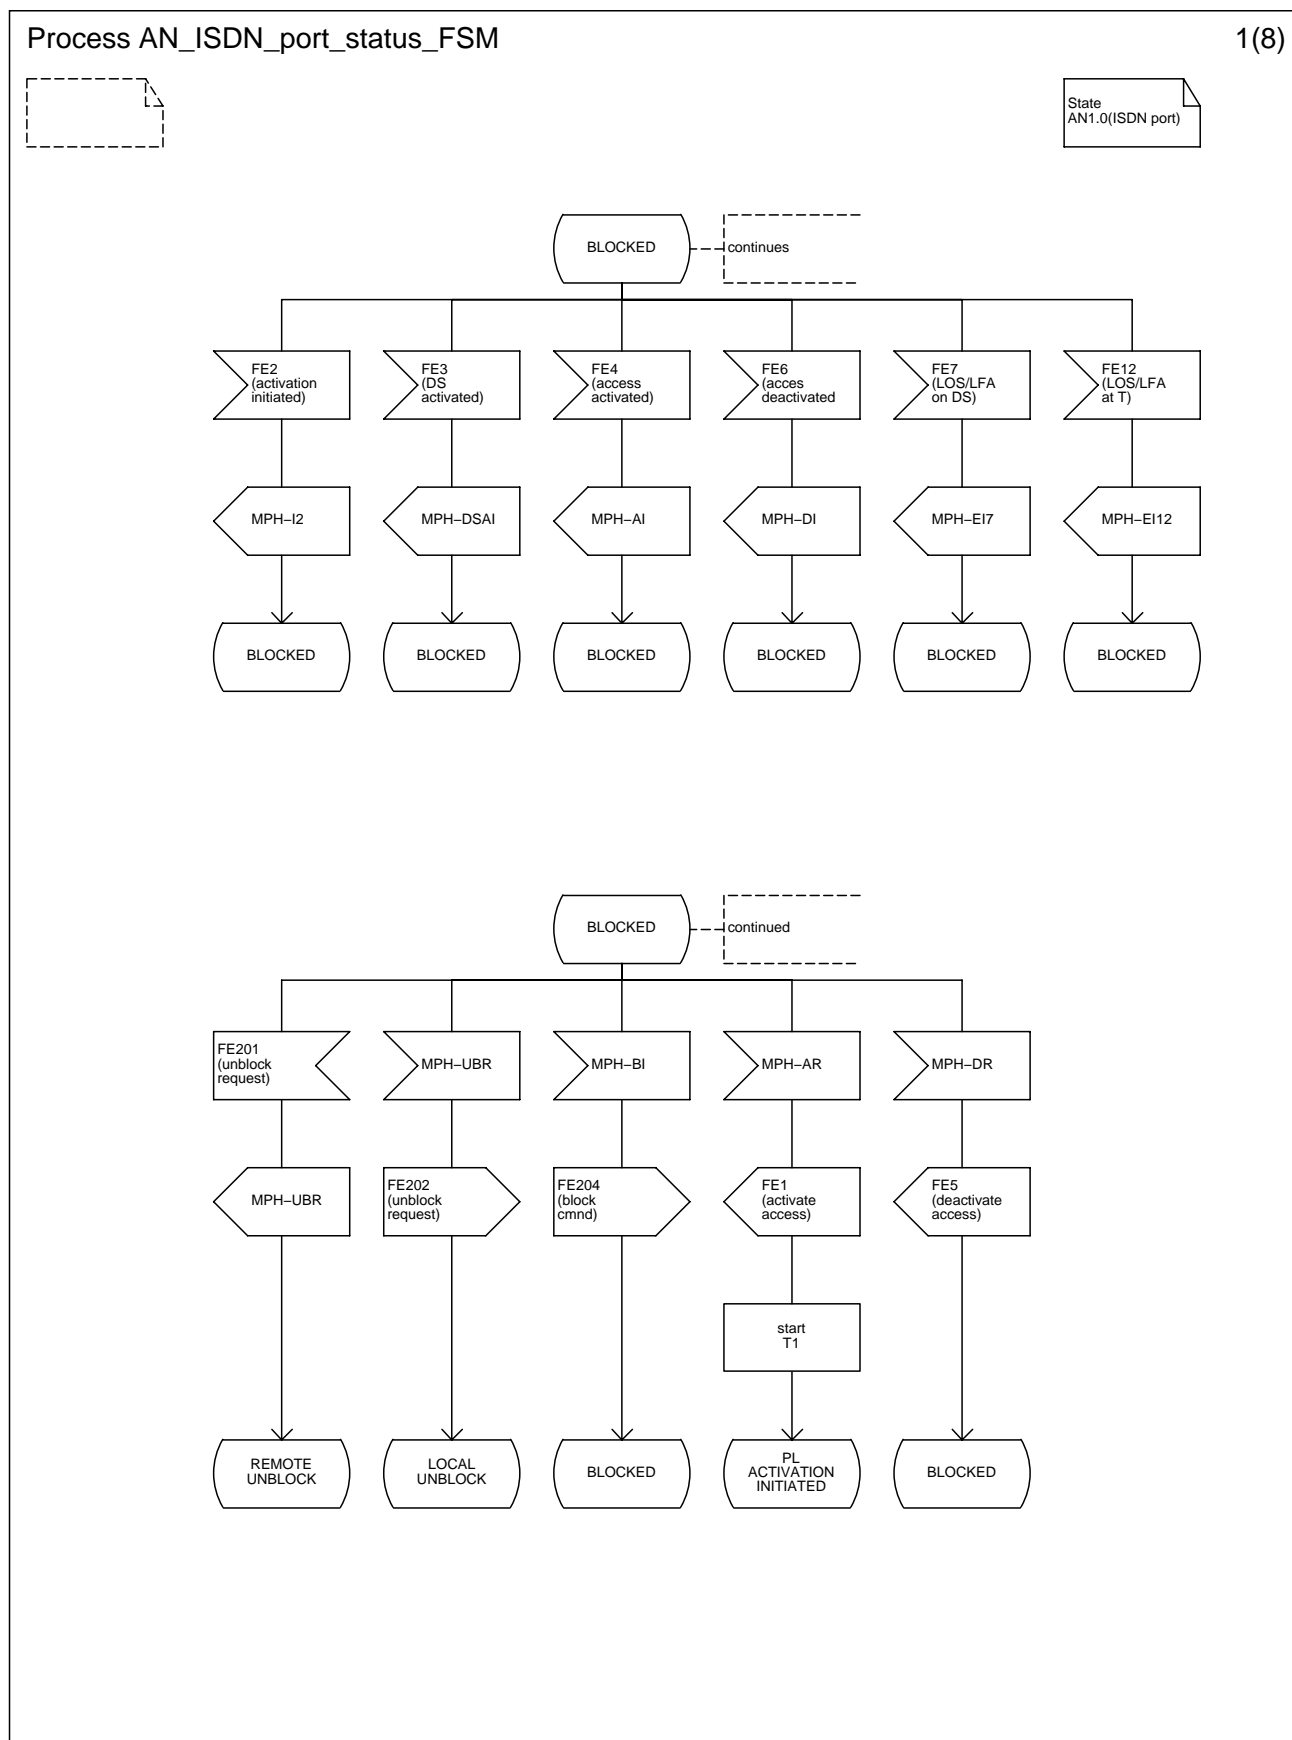 Process AN_ISDN_port_status_FSM
1(8)
State
AN1.0(ISDN port)
BLOCKED
continues
FE2
(activation
initiated)
FE3
(DS
activated)
FE4
(access
activated)
FE6
(acces
deactivated
FE7
(LOS/LFA
on DS)
FE12
(LOS/LFA
at T)
MPH−I2
MPH−DSAI
MPH−AI
MPH−DI
MPH−EI7
MPH−EI12
BLOCKED
BLOCKED
BLOCKED
BLOCKED
BLOCKED
BLOCKED
BLOCKED
continued
FE201
(unblock
request)
MPH−UBR
MPH−BI
MPH−AR
MPH−DR
MPH−UBR
FE202
(unblock
request)
FE204
(block
cmnd)
FE1
(activate
access)
FE5
(deactivate
access)
start
T1
REMOTE
UNBLOCK
LOCAL
UNBLOCK
BLOCKED
PL
ACTIVATION
INITIATED
BLOCKED